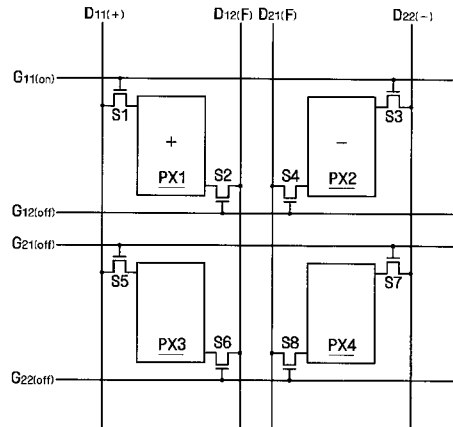 D11(+) D12(F) D21(F) D22(−)
G11(on)
S1 S3
+ −
PX1 S2 S4 PX2
G12(off)
G21(off)
S5 S7
PX3 S6 S8 PX4
G22(off)